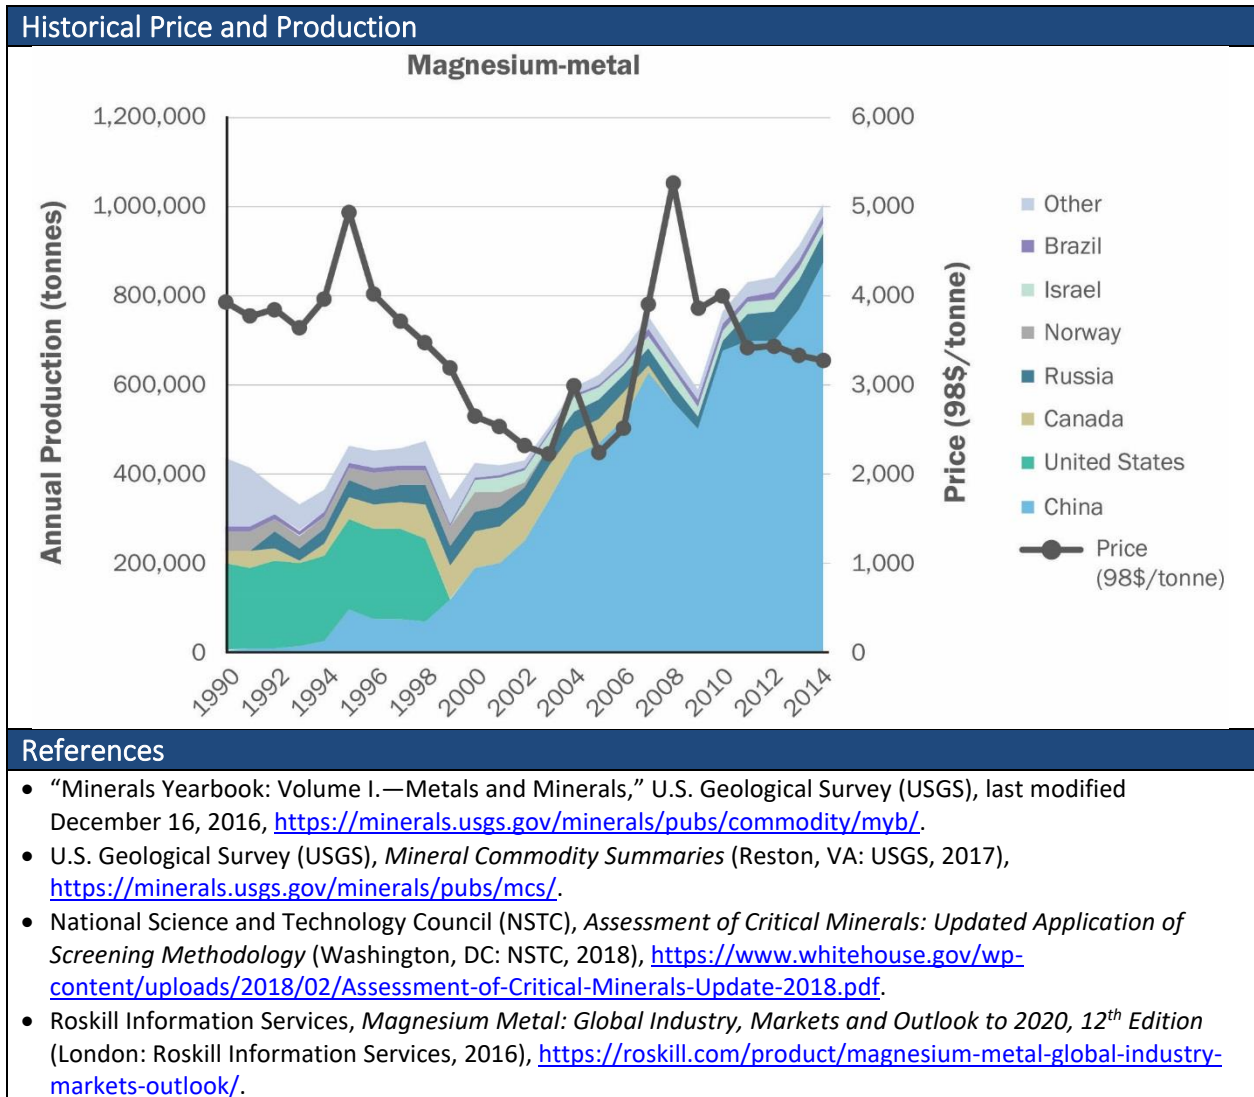 Historical Price and Production
Magnesium-metal
Annual Production (tonnes)
1,200,000
1,000,000
800,000
600,000
400,000
200,000
0
6,000
5,000
4,000
3,000
2,000
1,000
0
Price (98$/tonne)
1990
1992
1994
1996
1998
2000
2002
2004
2006
2008
2010
2012
2014
Other
Brazil
Israel
Norway
Russia
Canada
United States
China
Price
(98$/tonne)
References
• “Minerals Yearbook: Volume I.—Metals and Minerals,” U.S. Geological Survey (USGS), last modified
December 16, 2016, https://minerals.usgs.gov/minerals/pubs/commodity/myb/.
• U.S. Geological Survey (USGS), Mineral Commodity Summaries (Reston, VA: USGS, 2017),
https://minerals.usgs.gov/minerals/pubs/mcs/.
• National Science and Technology Council (NSTC), Assessment of Critical Minerals: Updated Application of
Screening Methodology (Washington, DC: NSTC, 2018), https://www.whitehouse.gov/wp-
content/uploads/2018/02/Assessment-of-Critical-Minerals-Update-2018.pdf.
• Roskill Information Services, Magnesium Metal: Global Industry, Markets and Outlook to 2020, 12th Edition
(London: Roskill Information Services, 2016), https://roskill.com/product/magnesium-metal-global-industry-
markets-outlook/.